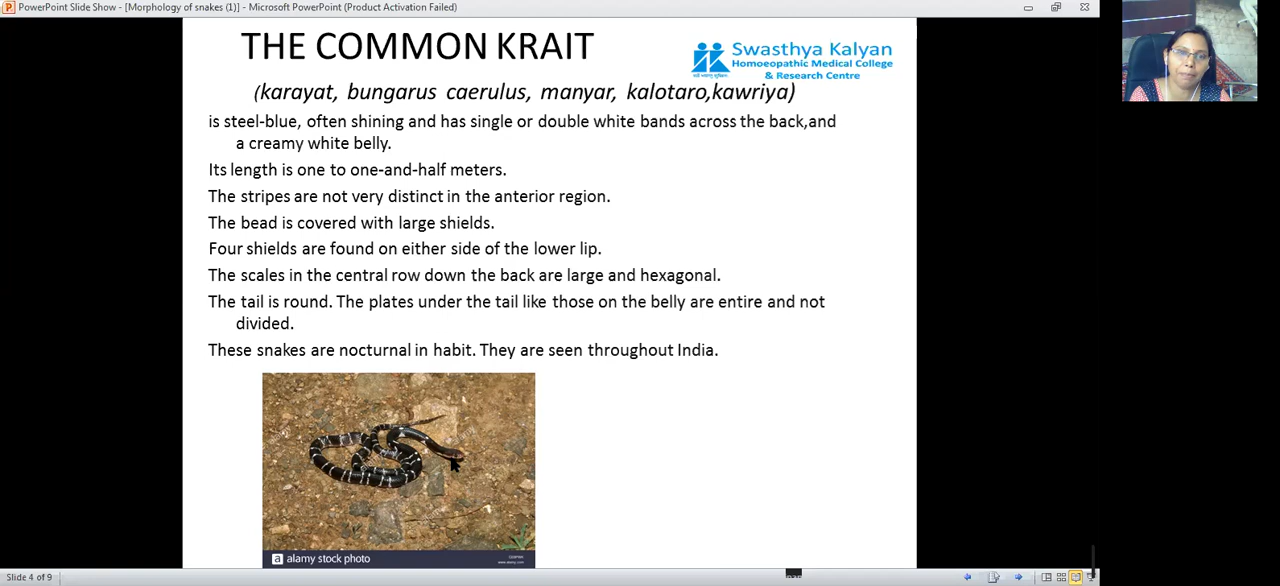 PowerPoint Slide Show - [Morphology of snakes (1)] - Microsoft PowerPoint (Product Activation Failed)
THE COMMON KRAIT
Swasthya Kalyan
Homoeopathic Medical College
& Research Centre
(karayat, bungarus caerulus, manyar, kalotaro,kawriya)
is steel-blue, often shining and has single or double white bands across the back,and
a creamy white belly.
Its length is one to one-and-half meters.
The stripes are not very distinct in the anterior region.
The bead is covered with large shields.
Four shields are found on either side of the lower lip.
The scales in the central row down the back are large and hexagonal.
The tail is round. The plates under the tail like those on the belly are entire and not
divided.
These snakes are nocturnal in habit. They are seen throughout India.
a alamy stock photo
Slide 4 of 9